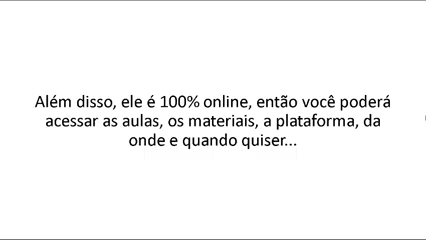 Além disso, ele é 100% online, então você poderá
acessar as aulas, os materiais, a plataforma, da
onde e quando quiser...